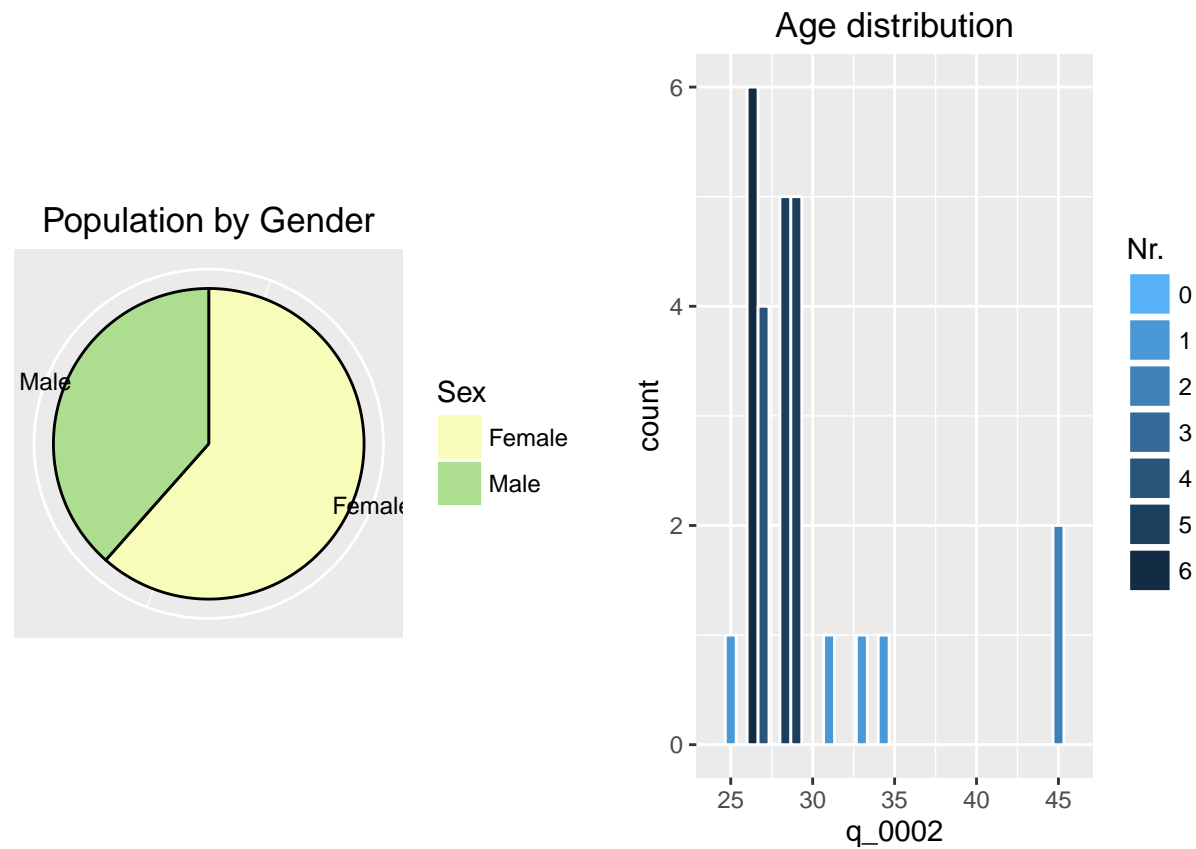 Population by Gender
Male
Female
Sex
Female
Male
Age distribution
6
4
2
0
count
25
30
35
40
45
q_0002
Nr.
0
1
2
3
4
5
6